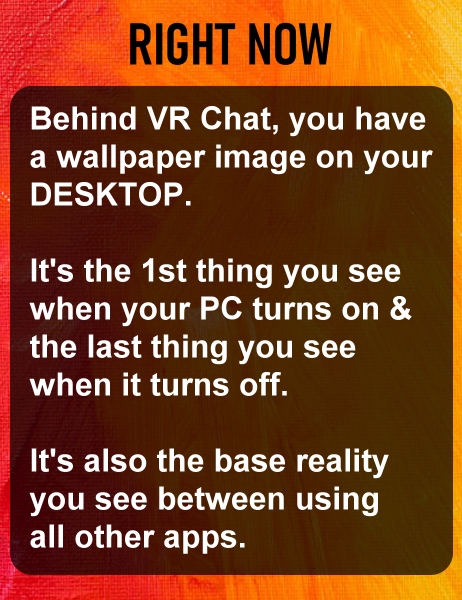 RIGHT NOW
Behind VR Chat, you have
a wallpaper image on your
DESKTOP.
It's the 1st thing you see
when your PC turns on &
the last thing you see
when it turns off.
It's also the base reality
you see between using
all other apps.